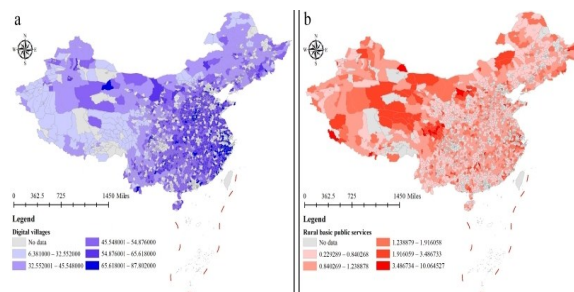 a
N
W
E
S
0 362.5 725 1450 Miles
Legend
Digital villages
No data
6.381000 – 32.552000
32.552001 – 45.548000
45.548001 – 54.876000
54.876001 – 65.618000
65.618001 – 87.802000
b
N
W
E
S
0 362.5 725 1450 Miles
Legend
Rural basic public services
No data
0.229269 – 0.840268
0.840269 – 1.238878
1.238879 – 1.916058
1.916059 – 3.486733
3.486734 – 10.064527